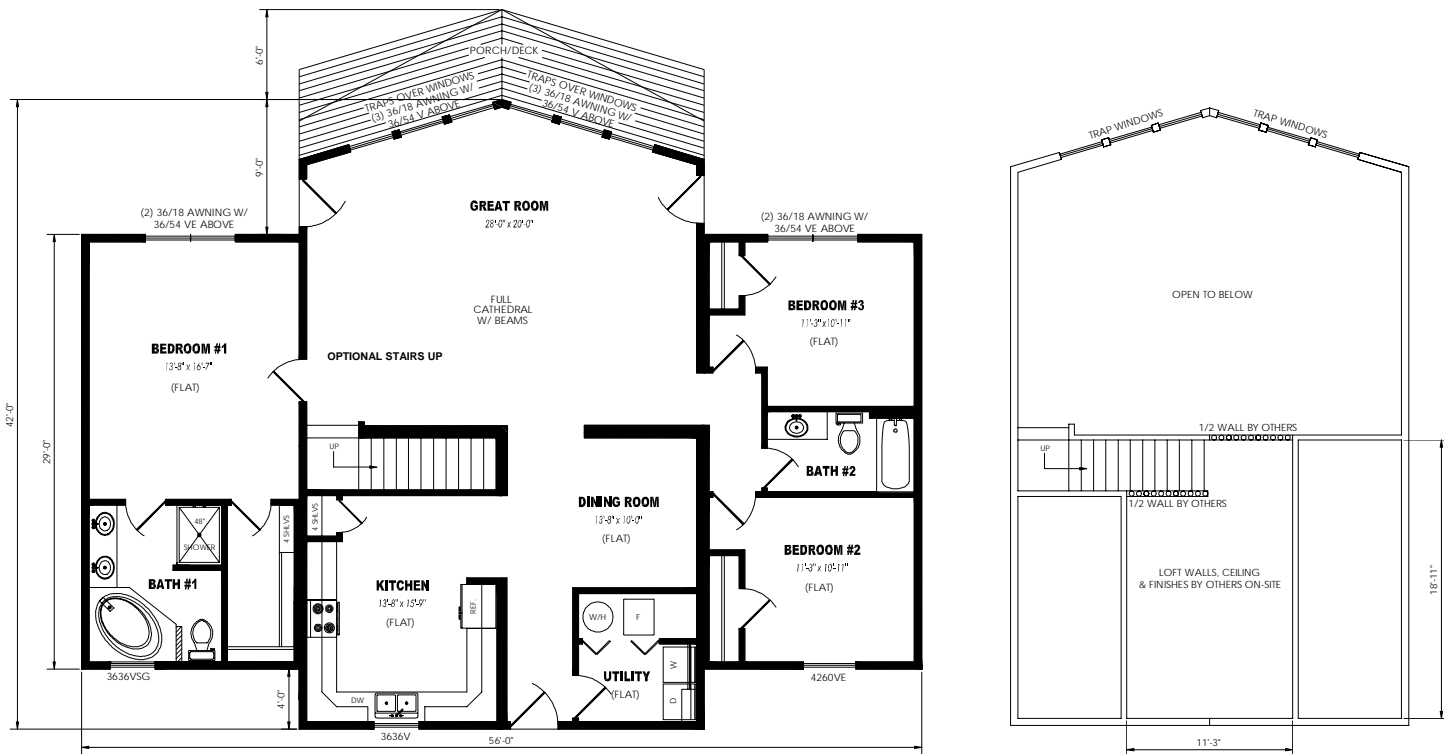 6'-0"
PORCH/DECK
TRAPS OVER WINDOWS
(3) 36/18 AWNING W/
36/54 V ABOVE
TRAPS OVER WINDOWS
(3) 36/18 AWNING W/
36/54 V ABOVE
9'-0"
(2) 36/18 AWNING W/
36/54 VE ABOVE
GREAT ROOM
28'-0" x 20'-0"
(2) 36/18 AWNING W/
36/54 VE ABOVE
FULL
CATHEDRAL
W/ BEAMS
BEDROOM #3
11'-3" x 10'-11"
(FLAT)
BEDROOM #1
13'-8" x 16'-7"
(FLAT)
OPTIONAL STAIRS UP
42'-0"
29'-0"
UP
BATH #2
DINING ROOM
13'-8" x 10'-0"
(FLAT)
4 SHLVS
4 SHLVS
48"
SHOWER
BATH #1
KITCHEN
13'-8" x 15'-9"
(FLAT)
REF.
BEDROOM #2
11'-3" x 10'-11"
(FLAT)
W/H
F
UTILITY
(FLAT)
W
D
3636VSG
4'-0"
DW
3636V
4260VE
56'-0"
TRAP WINDOWS
TRAP WINDOWS
OPEN TO BELOW
1/2 WALL BY OTHERS
UP
1/2 WALL BY OTHERS
LOFT WALLS, CEILING
& FINISHES BY OTHERS ON-SITE
18'-11"
11'-3"